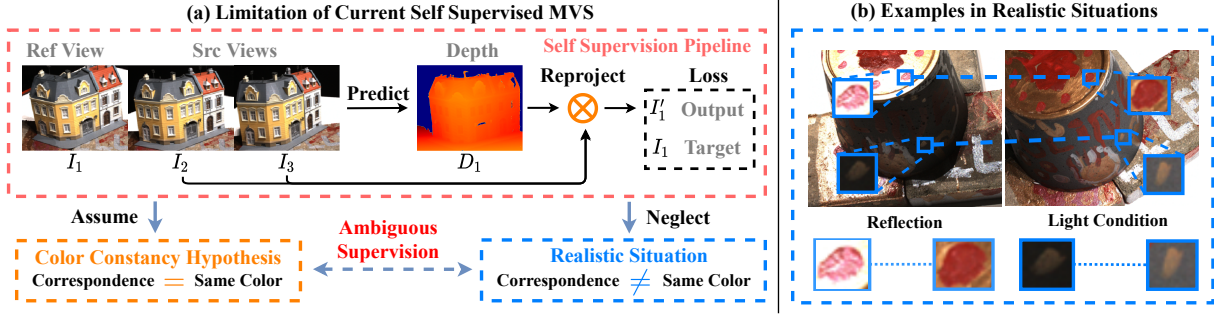 (a) Limitation of Current Self Supervised MVS
Ref View
Src Views
Depth
Self Supervision Pipeline
Predict
Reproject
Loss
I'₁ Output
I₁ Target
I₁
I₂
I₃
D₁
Assume
Neglect
Color Constancy Hypothesis
Correspondence = Same Color
Ambiguous
Supervision
Realistic Situation
Correspondence ≠ Same Color
(b) Examples in Realistic Situations
Reflection
Light Condition